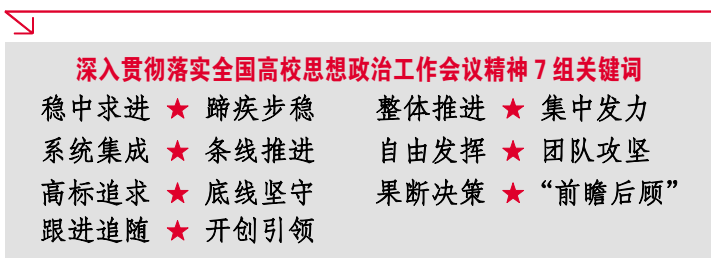 深入贯彻落实全国高校思想政治工作会议精神7组关键词
稳中求进 ★ 蹄疾步稳 整体推进 ★ 集中发力
系统集成 ★ 条线推进 自由发挥 ★ 团队攻坚
高标追求 ★ 底线坚守 果断决策 ★ “前瞻后顾”
跟进追随 ★ 开创引领